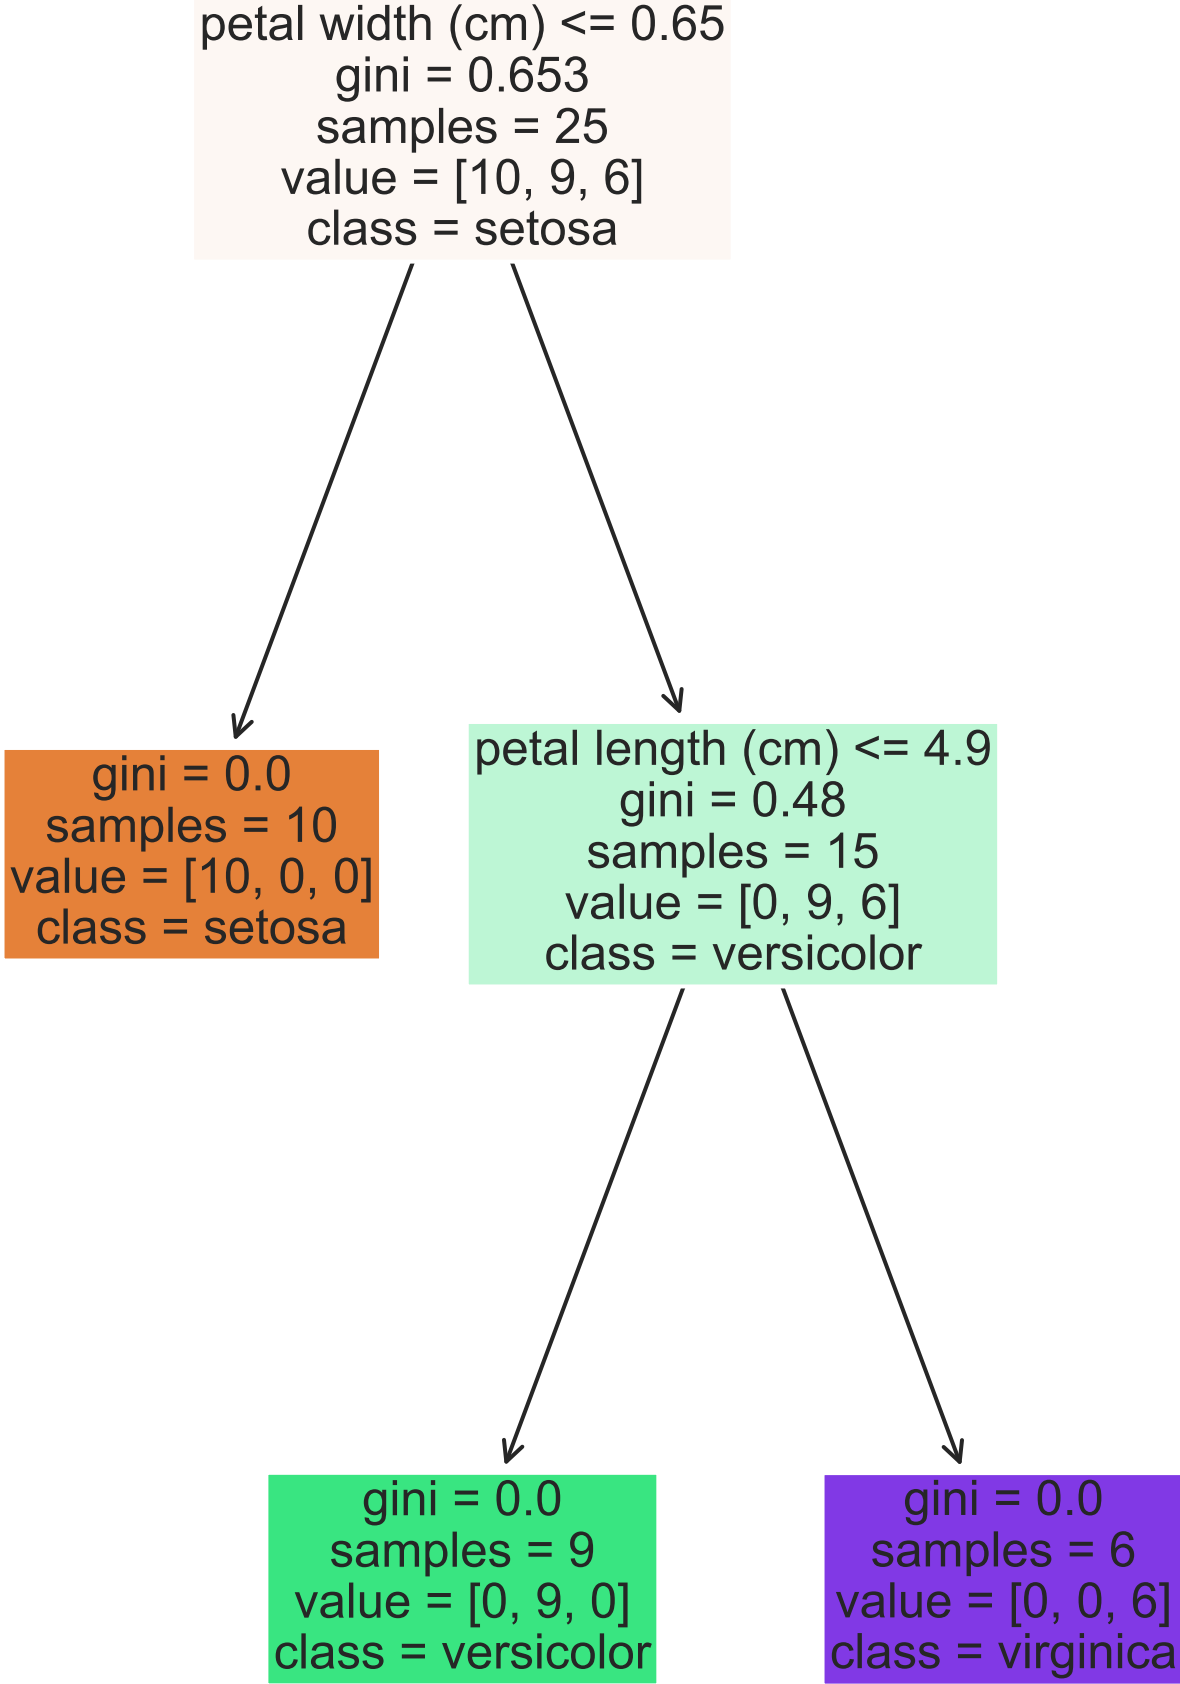 petal width (cm) <= 0.65
gini = 0.653
samples = 25
value = [10, 9, 6]
class = setosa
gini = 0.0
samples = 10
value = [10, 0, 0]
class = setosa
petal length (cm) <= 4.9
gini = 0.48
samples = 15
value = [0, 9, 6]
class = versicolor
gini = 0.0
samples = 9
value = [0, 9, 0]
class = versicolor
gini = 0.0
samples = 6
value = [0, 0, 6]
class = virginica